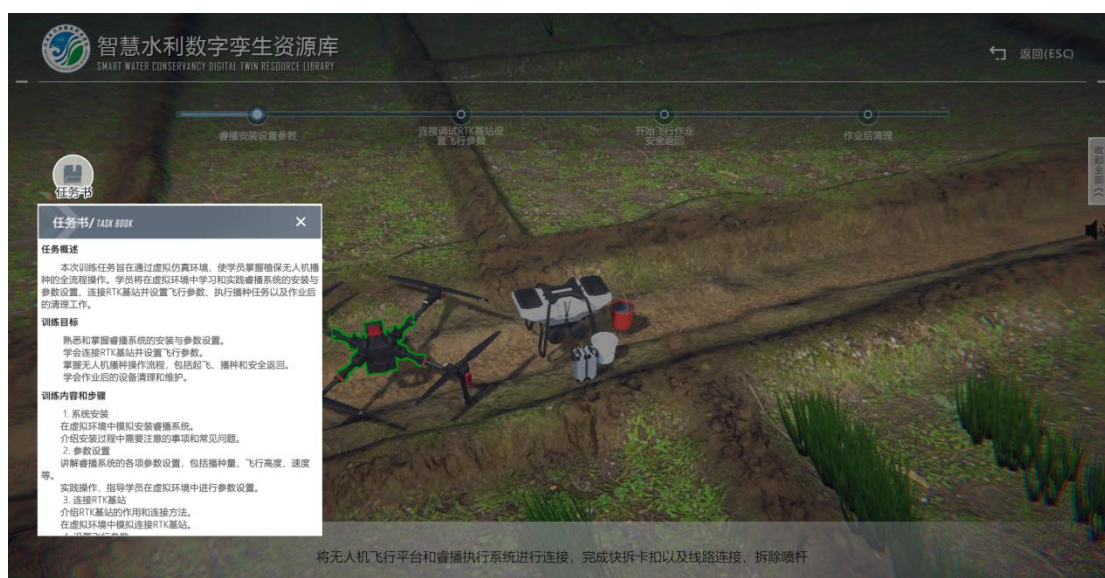 智慧水利数字孪生资源库
SMART WATER CONSERVANCY DIGITAL TWIN RESOURCE LIBRARY
返回(ESC)
睿播安装设置参数
连接调试RTK基站设
置飞行参数
开始飞行作业
安全返回
作业后清理
收起全部
任务书
任务书/ TASK BOOK
任务概述
本次训练任务旨在通过虚拟仿真环境，使学员掌握植保无人机播
种的全流程操作。学员将在虚拟环境中学习和实践睿播系统的安装与
参数设置、连接RTK基站并设置飞行参数、执行播种任务以及作业后
的清理工作。
训练目标
熟悉和掌握睿播系统的安装与参数设置。
学会连接RTK基站并设置飞行参数。
掌握无人机播种操作流程，包括起飞、播种和安全返回。
学会作业后的设备清理和维护。
训练内容和步骤
1. 系统安装
在虚拟环境中模拟安装睿播系统。
介绍安装过程中需要注意的事项和常见问题。
2. 参数设置
讲解睿播系统的各项参数设置，包括播种量、飞行高度、速度
等。
实践操作，指导学员在虚拟环境中进行参数设置。
3. 连接RTK基站
介绍RTK基站的作用和连接方法。
在虚拟环境中模拟连接RTK基站。
将无人机飞行平台和睿播执行系统进行连接，完成快拆卡扣以及线路连接，拆除喷杆